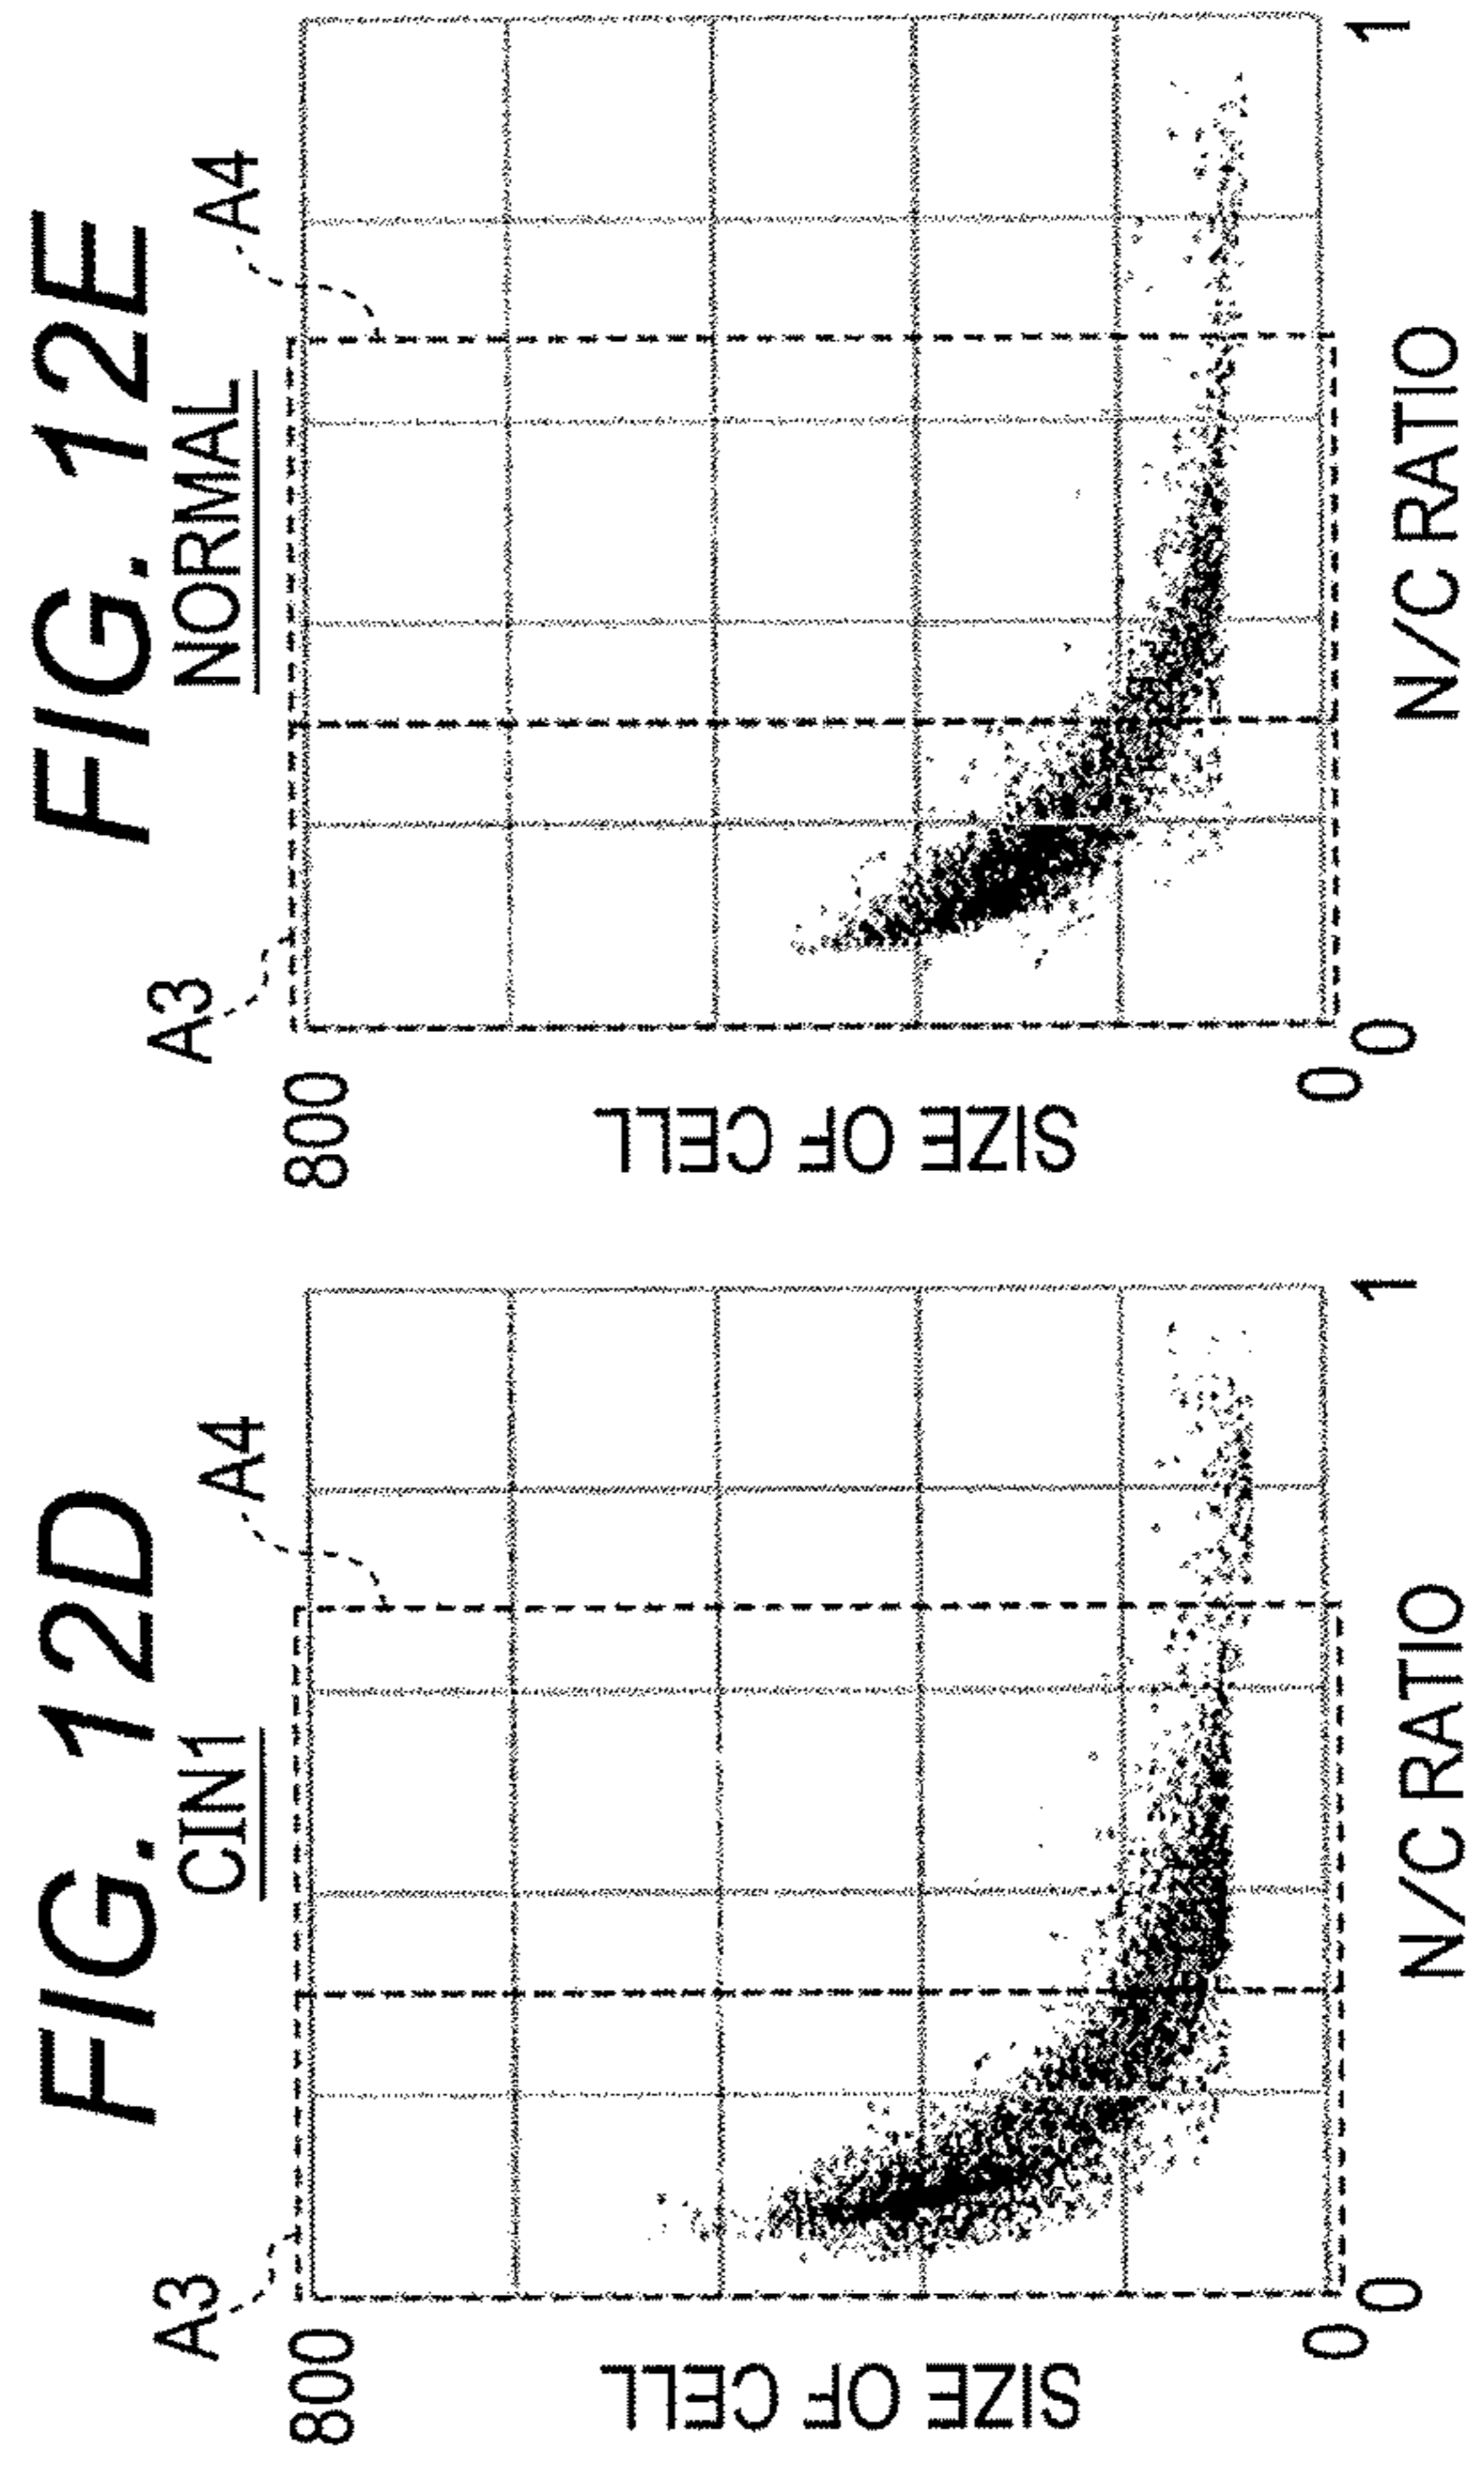 FIG. 12D
CIN1
A3
A4
800
SIZE OF CELL
0
0
1
N/C RATIO
FIG. 12E
NORMAL
A3
A4
800
SIZE OF CELL
0
0
1
N/C RATIO